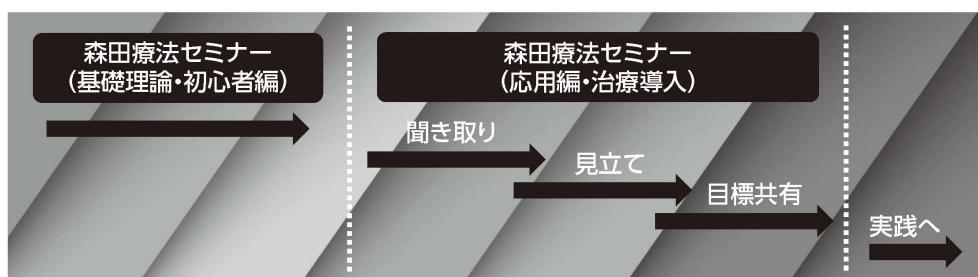 森田療法セミナー
(基礎理論・初心者編)
森田療法セミナー
(応用編・治療導入)
聞き取り
見立て
目標共有
実践へ